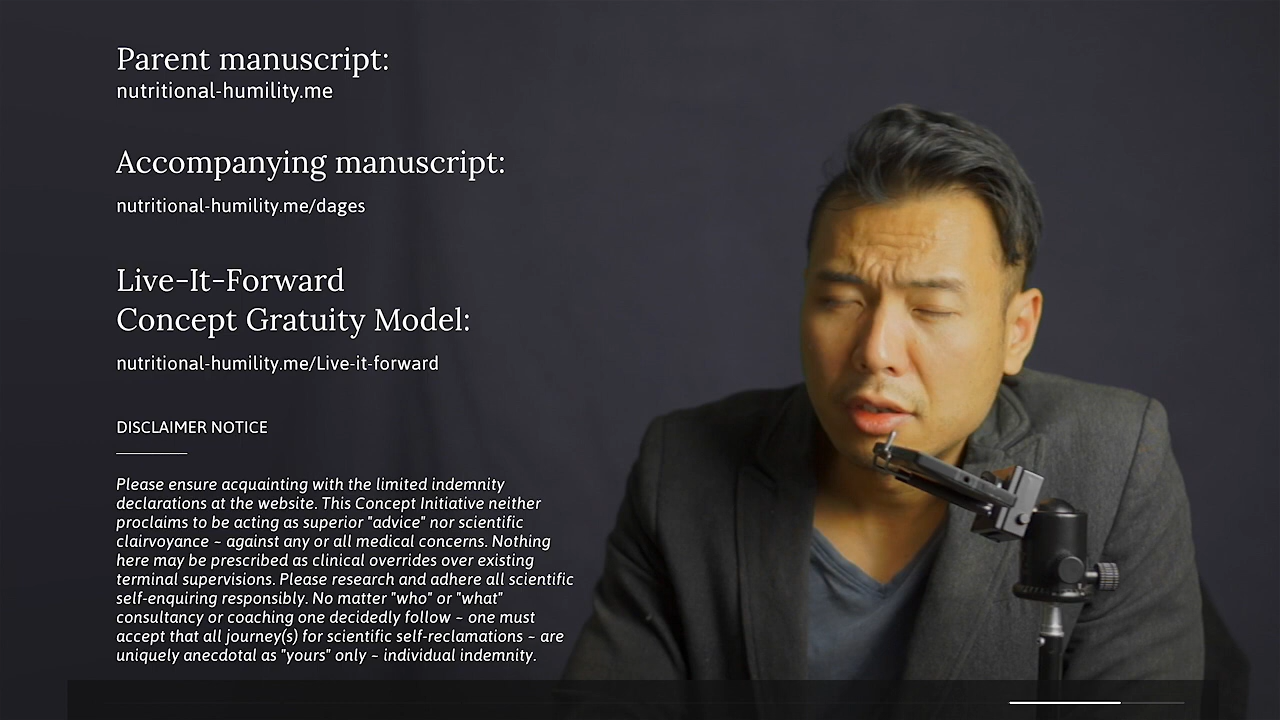 Parent manuscript:
nutritional-humility.me
Accompanying manuscript:
nutritional-humility.me/dages
Live-It-Forward
Concept Gratuity Model:
nutritional-humility.me/Live-it-forward
DISCLAIMER NOTICE
Please ensure acquainting with the limited indemnity
declarations at the website. This Concept Initiative neither
proclaims to be acting as superior "advice" nor scientific
clairvoyance ~ against any or all medical concerns. Nothing
here may be prescribed as clinical overrides over existing
terminal supervisions. Please research and adhere all scientific
self-enquiring responsibly. No matter "who" or "what"
consultancy or coaching one decidedly follow ~ one must
accept that all journey(s) for scientific self-reclamations ~ are
uniquely anecdotal as "yours" only ~ individual indemnity.